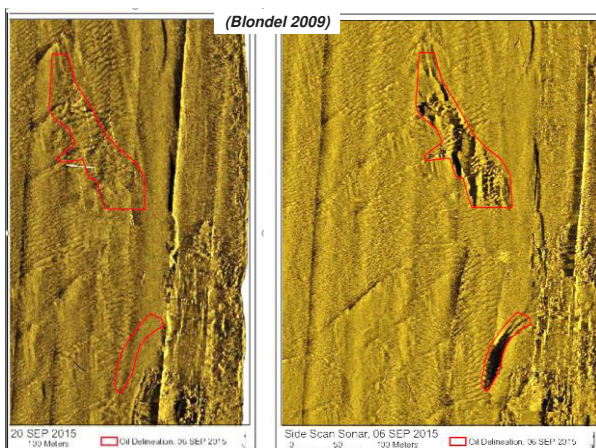 (Blondel 2009)
20 SEP 2015
100 Meters
Oil Delineation, 06 SEP 2015
Side Scan Sonar, 06 SEP 2015
0 50 100 Meters
Oil Delineation, 06 SEP 2015